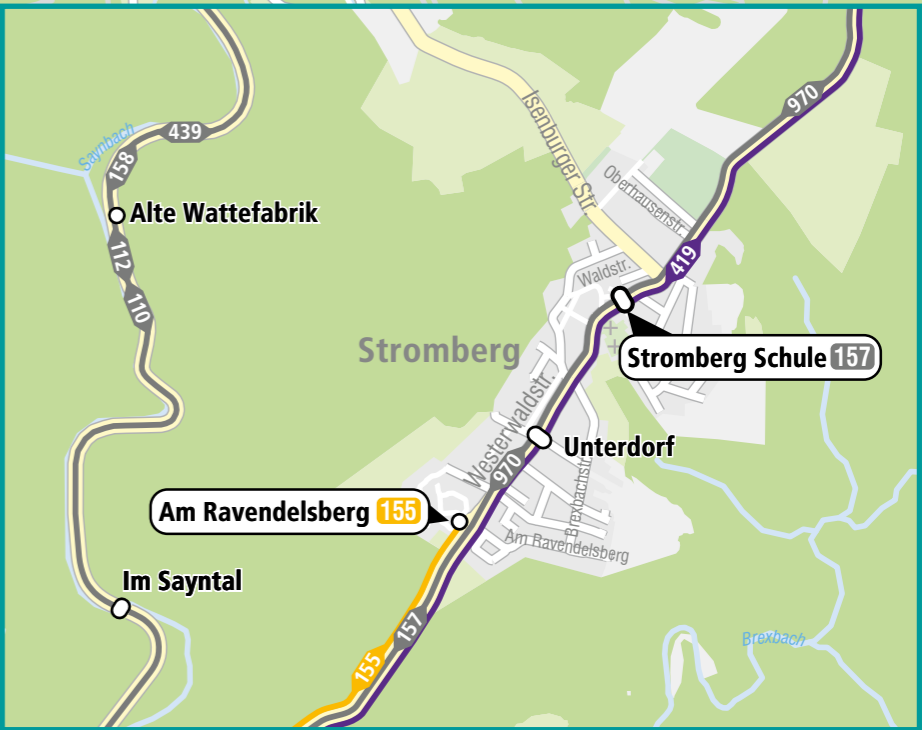 970
Isenburger Str.
439
Saynbach
158
Oberhausenstr.
Alte Wattefabrik
112
419
Waldstr.
110
Stromberg
Stromberg Schule 157
Westerwaldstr.
Unterdorf
970
Brexbachstr.
Am Ravendelsberg 155
Am Ravendelsberg
Im Sayntal
157
Brexbach
155